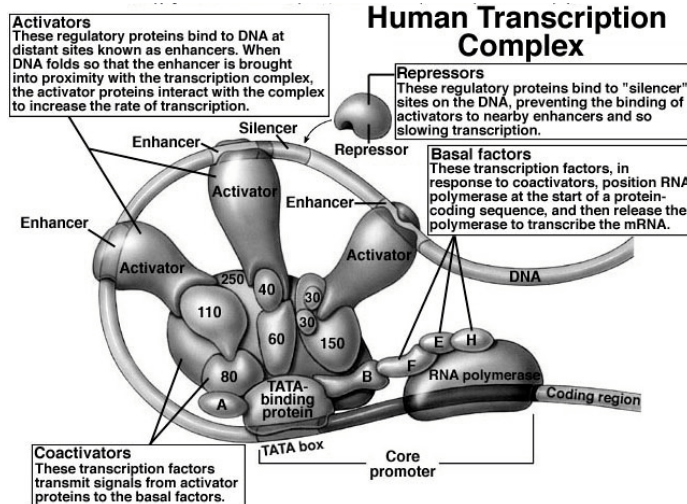 Human Transcription
Complex
Activators
These regulatory proteins bind to DNA at
distant sites known as enhancers. When
DNA folds so that the enhancer is brought
into proximity with the transcription complex,
the activator proteins interact with the complex
to increase the rate of transcription.
Repressors
These regulatory proteins bind to "silencer"
sites on the DNA, preventing the binding of
activators to nearby enhancers and so
slowing transcription.
Enhancer
Silencer
Repressor
Basal factors
These transcription factors, in
response to coactivators, position RNA
polymerase at the start of a protein-
coding sequence, and then release the
polymerase to transcribe the mRNA.
Activator
Enhancer
Enhancer
Activator
Activator
DNA
250
40
30
30
110
60
150
80
A
TATA-
binding
protein
B
F
E
H
RNA polymerase
Coding region
TATA box
Core
promoter
Coactivators
These transcription factors
transmit signals from activator
proteins to the basal factors.